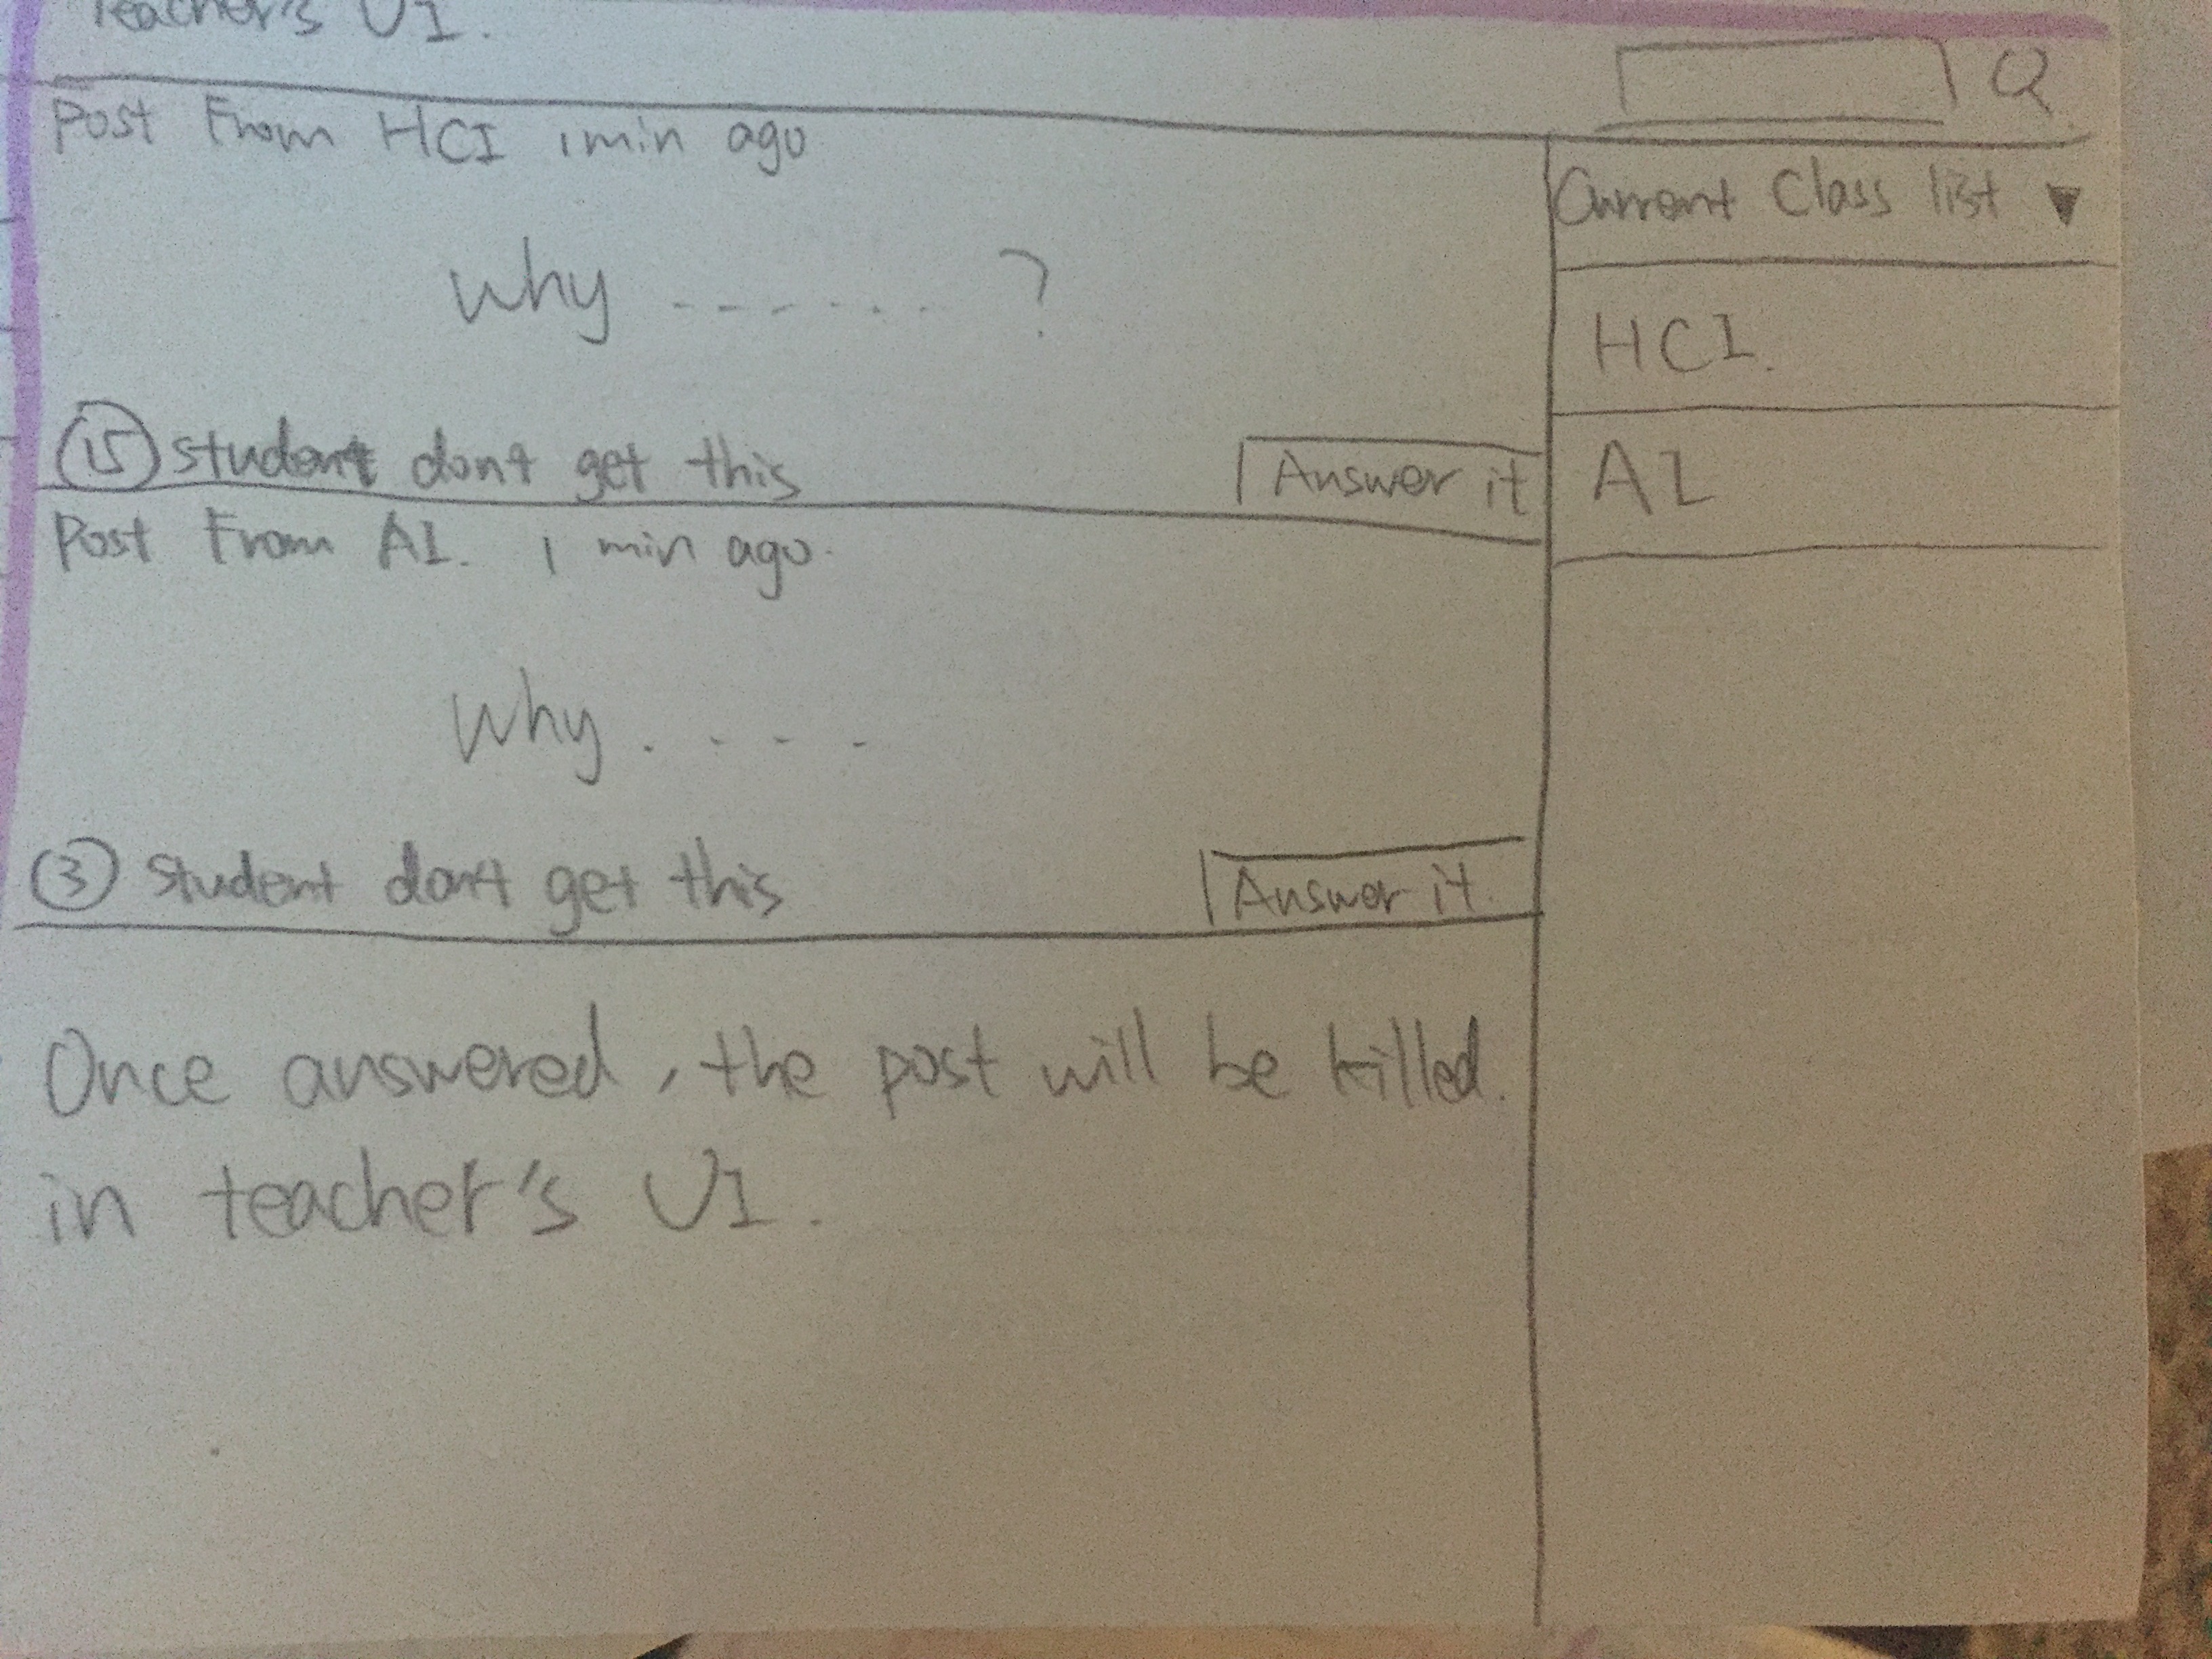 Teacher's UI.
Q
Post From HCI 1 min ago
Why - - - - . . ?
15 student dont get this
Answer it
Post From AI. 1 min ago.
Why . . . .
3 student dont get this
Answer it.
Once answered, the post will be killed.
in teacher's UI.
Current Class list ▼
HCI.
AI